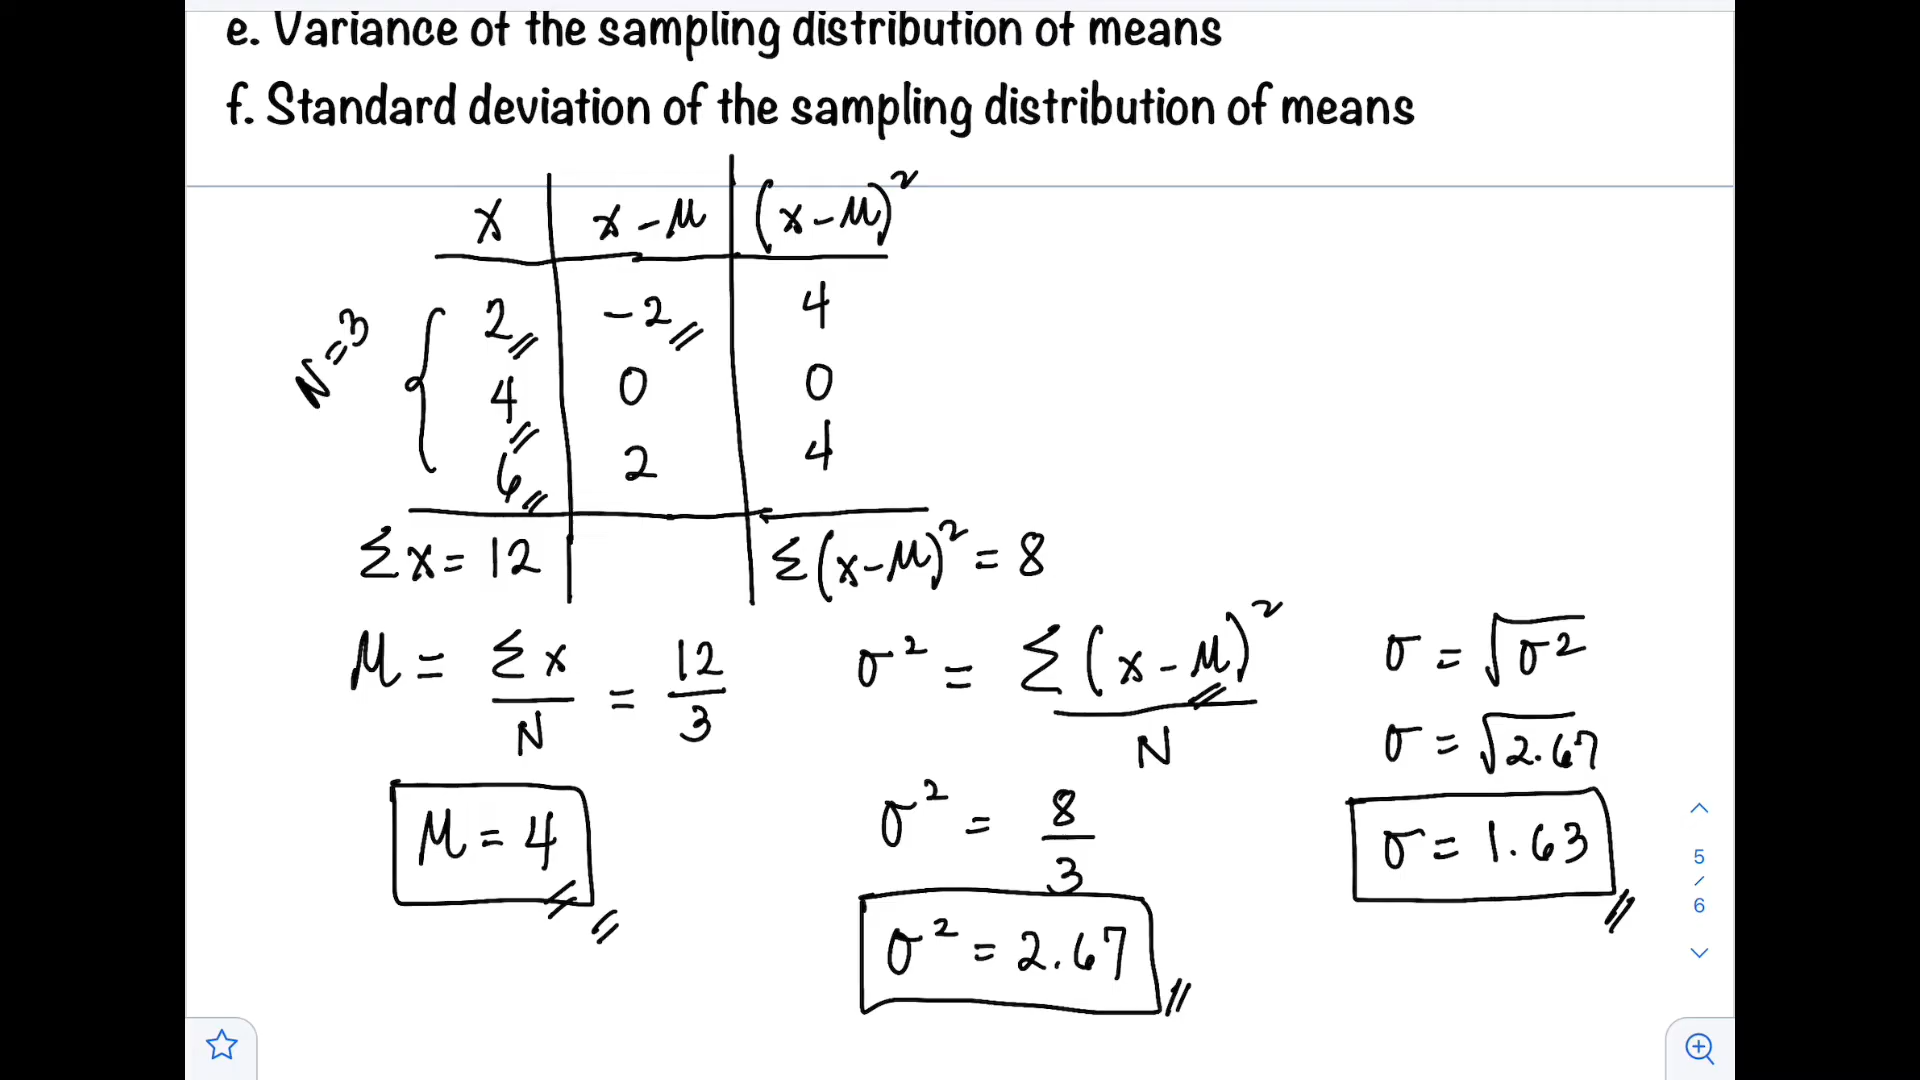 e. Variance of the sampling distribution of means
f. Standard deviation of the sampling distribution of means
x | x - μ | (x - μ)²
N = 3
2 | -2 | 4
4 | 0 | 0
6 | 2 | 4
Σx = 12 | Σ(x - μ)² = 8
μ = Σx / N = 12 / 3
σ² = Σ(x - μ)² / N
σ = √σ²
σ = √2.67
μ = 4
σ² = 8 / 3
σ = 1.63
σ² = 2.67
5
/
6